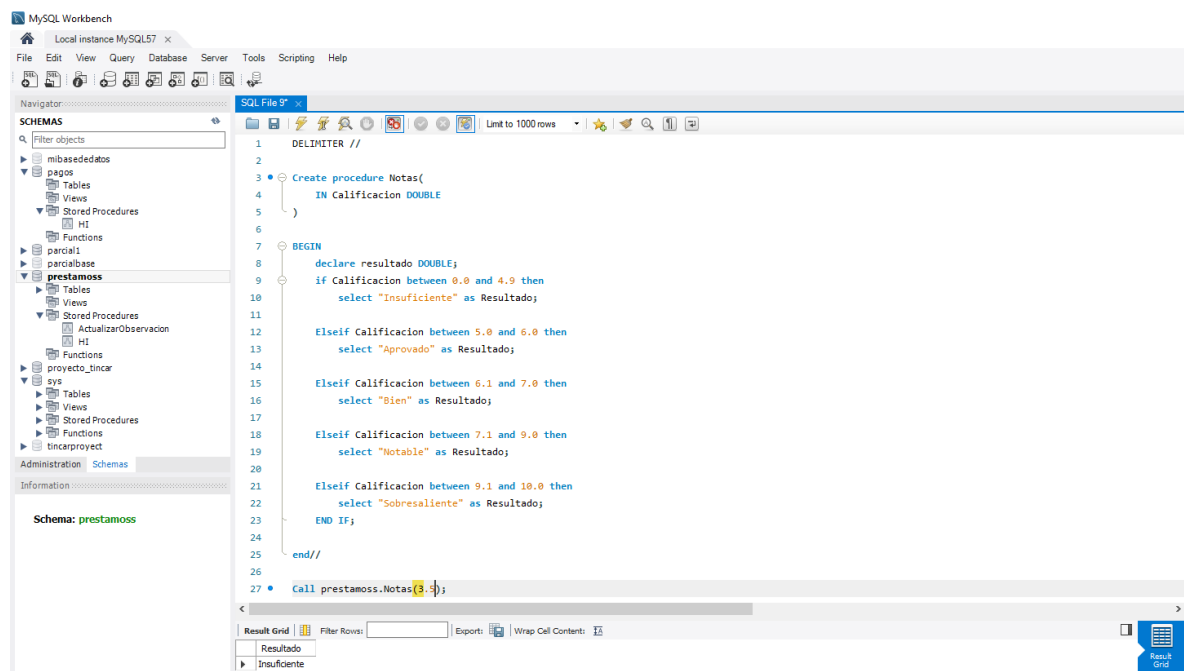 MySQL Workbench
Local instance MySQL57 ×
File Edit View Query Database Server Tools Scripting Help
Navigator
SQL File 9* ×
SCHEMAS
Limit to 1000 rows
Filter objects
mibasededatos
pagos
Tables
Views
Stored Procedures
HI
Functions
parcial1
parcialbase
prestamoss
Tables
Views
Stored Procedures
ActualizarObservacion
HI
Functions
proyecto_tincar
sys
Tables
Views
Stored Procedures
Functions
tincarproyect
Administration Schemas
Information
Schema: prestamoss
1 DELIMITER //
2
3 Create procedure Notas(
4 IN Calificacion DOUBLE
5 )
6
7 BEGIN
8 declare resultado DOUBLE;
9 if Calificacion between 0.0 and 4.9 then
10 select "Insuficiente" as Resultado;
11
12 Elseif Calificacion between 5.0 and 6.0 then
13 select "Aprovado" as Resultado;
14
15 Elseif Calificacion between 6.1 and 7.0 then
16 select "Bien" as Resultado;
17
18 Elseif Calificacion between 7.1 and 9.0 then
19 select "Notable" as Resultado;
20
21 Elseif Calificacion between 9.1 and 10.0 then
22 select "Sobresaliente" as Resultado;
23 END IF;
24
25 end//
26
27 Call prestamoss.Notas(3.5);
Result Grid Filter Rows: Export: Wrap Cell Content:
Resultado
Insuficiente
Result
Grid